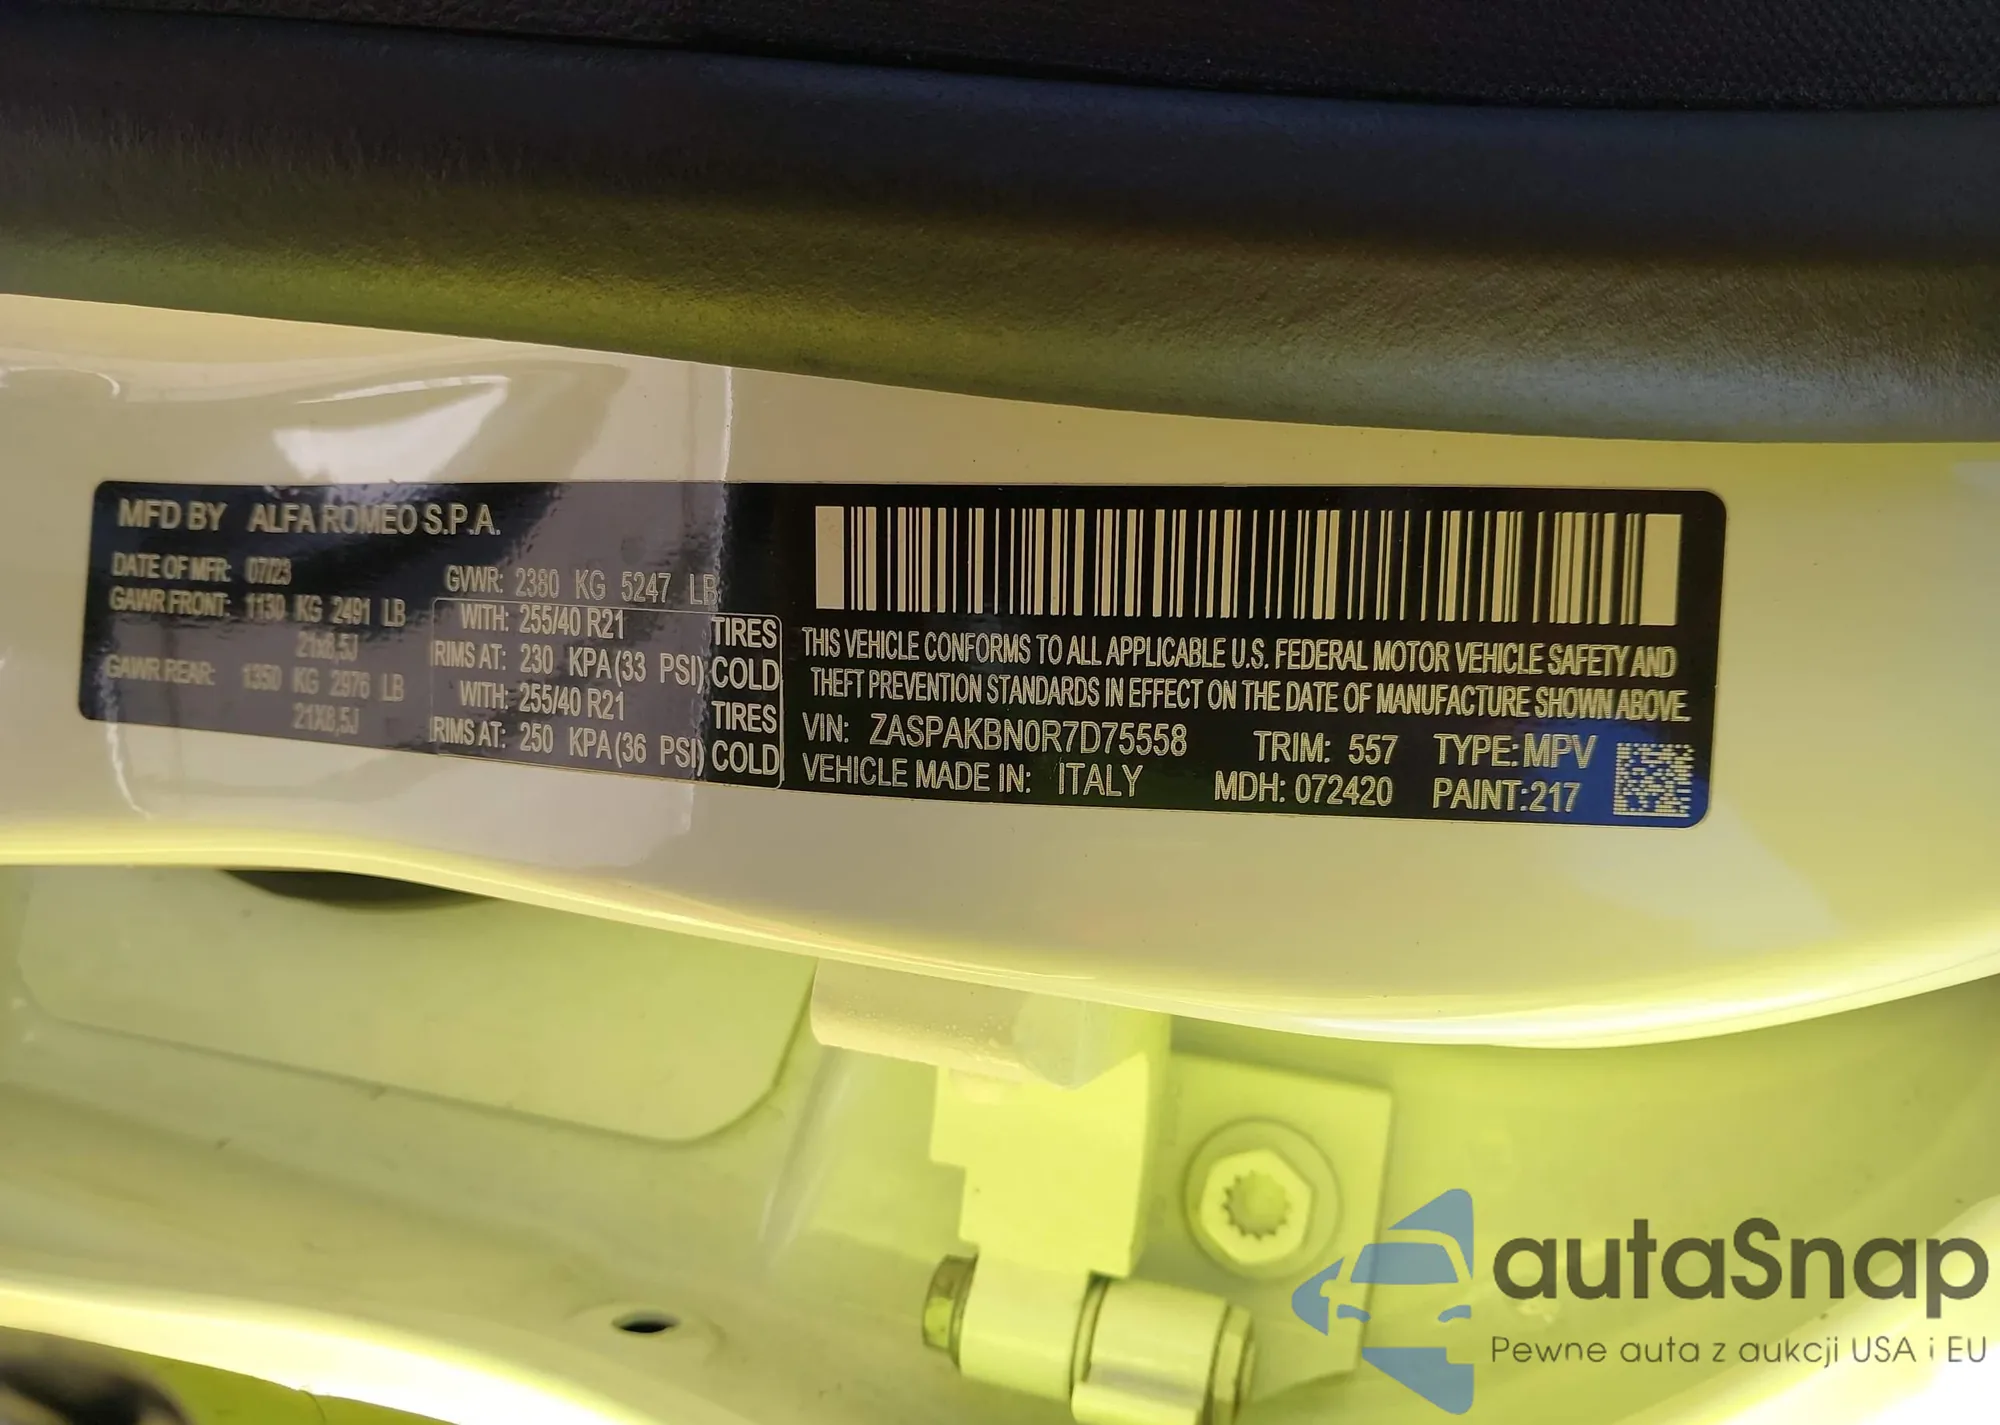 MFD BY ALFA ROMEO S.P.A.
DATE OF MFR: 07/23
GVWR: 2380 KG 5247 LB
GAWR FRONT: 1130 KG 2491 LB
WITH: 255/40 R21
TIRES
21X8,5J
RIMS AT: 230 KPA(33 PSI)
COLD
GAWR REAR: 1350 KG 2976 LB
WITH: 255/40 R21
TIRES
21X8,5J
RIMS AT: 250 KPA(36 PSI)
COLD
THIS VEHICLE CONFORMS TO ALL APPLICABLE U.S. FEDERAL MOTOR VEHICLE SAFETY AND
THEFT PREVENTION STANDARDS IN EFFECT ON THE DATE OF MANUFACTURE SHOWN ABOVE.
VIN: ZASPAKBN0R7D75558 TRIM: 557 TYPE:MPV
VEHICLE MADE IN: ITALY MDH: 072420 PAINT:217
autaSnap
Pewne auta z aukcji USA i EU